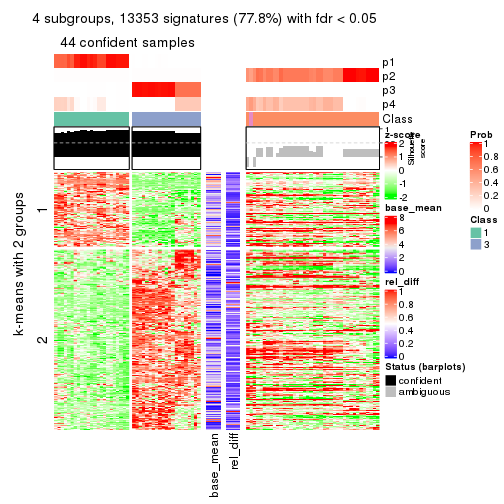 4 subgroups, 13353 signatures (77.8%) with fdr < 0.05
44 confident samples
p1
p2
p3
p4
Class
1
Silhouette
score
k-means with 2 groups
1
2
base_mean
rel_diff
z-score
2
1
0
-1
-2
base_mean
8
6
4
2
0
rel_diff
1
0.8
0.6
0.4
0.2
0
Status (barplots)
confident
ambiguous
Prob
1
0.8
0.6
0.4
0.2
0
Class
1
3